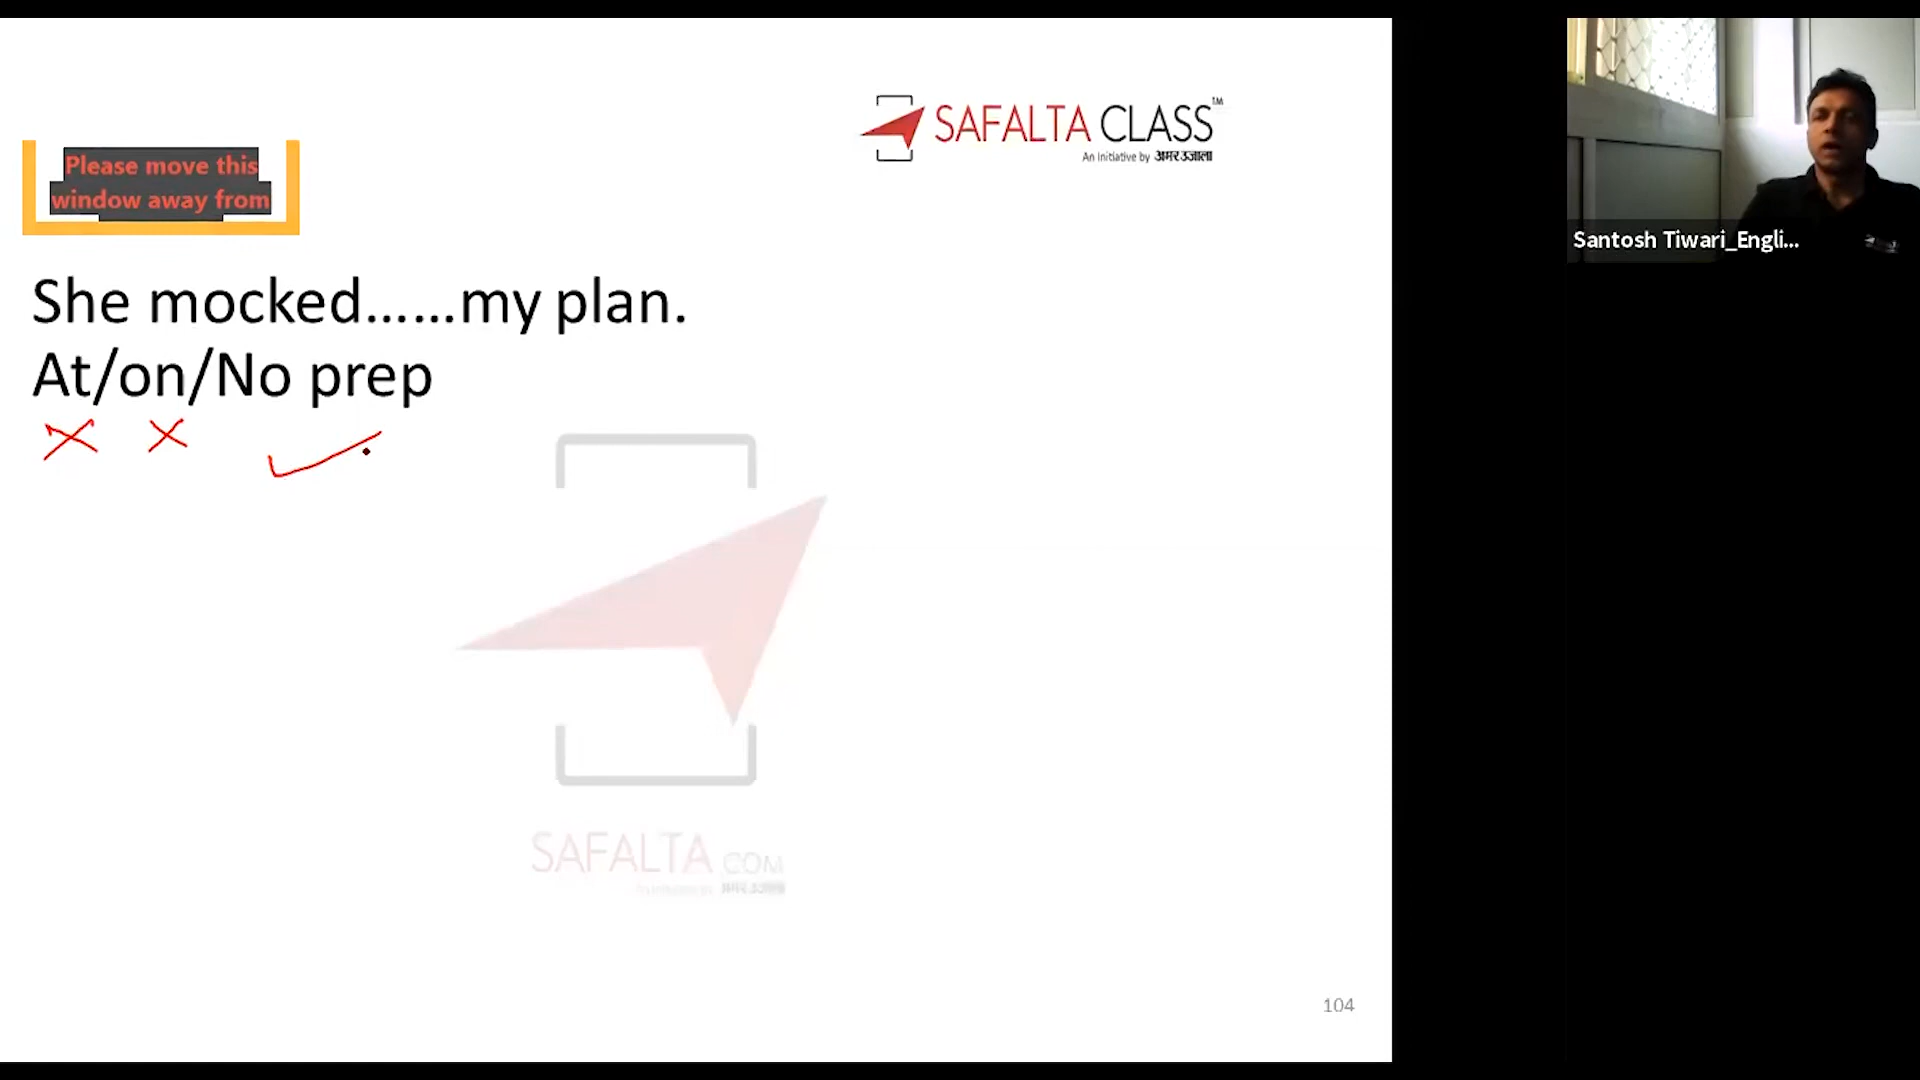 SAFALTA CLASS™
An Initiative by अमर उजाला
Please move this
window away from
Santosh Tiwari_Engli...
She mocked......my plan.
At/on/No prep
SAFALTA.COM
104